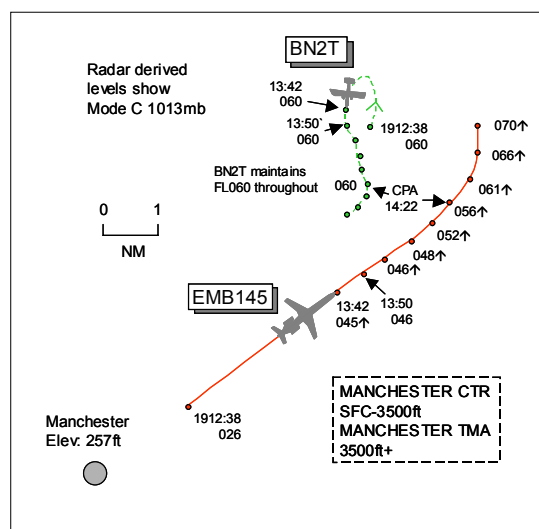 BN2T
Radar derived
levels show
Mode C 1013mb
13:42
060
13:50`
060
1912:38
060
070↑
066↑
061↑
BN2T maintains
FL060 throughout
060
CPA
14:22
056↑
052↑
048↑
046↑
0 1
NM
EMB145
13:42
045↑
13:50
046
1912:38
026
MANCHESTER CTR
SFC-3500ft
MANCHESTER TMA
3500ft+
Manchester
Elev: 257ft